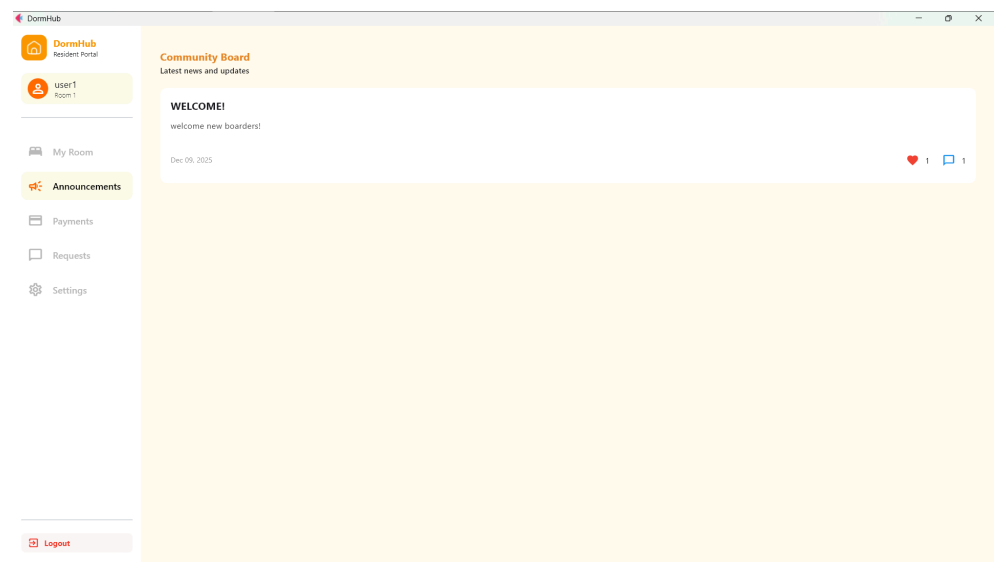 DormHub
DormHub
Resident Portal
user1
Room 1
My Room
Announcements
Payments
Requests
Settings
Logout
Community Board
Latest news and updates
WELCOME!
welcome new boarders!
Dec 09, 2025
1
1